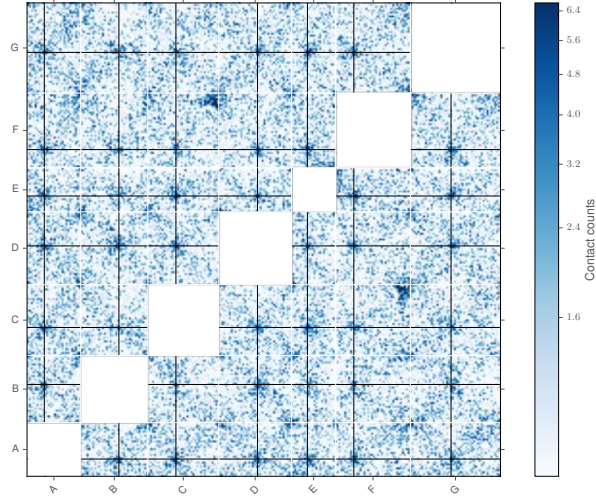 G
F
E
D
C
B
A
A B C D E F G
6.4
5.6
4.8
4.0
3.2
2.4
1.6
Contact counts